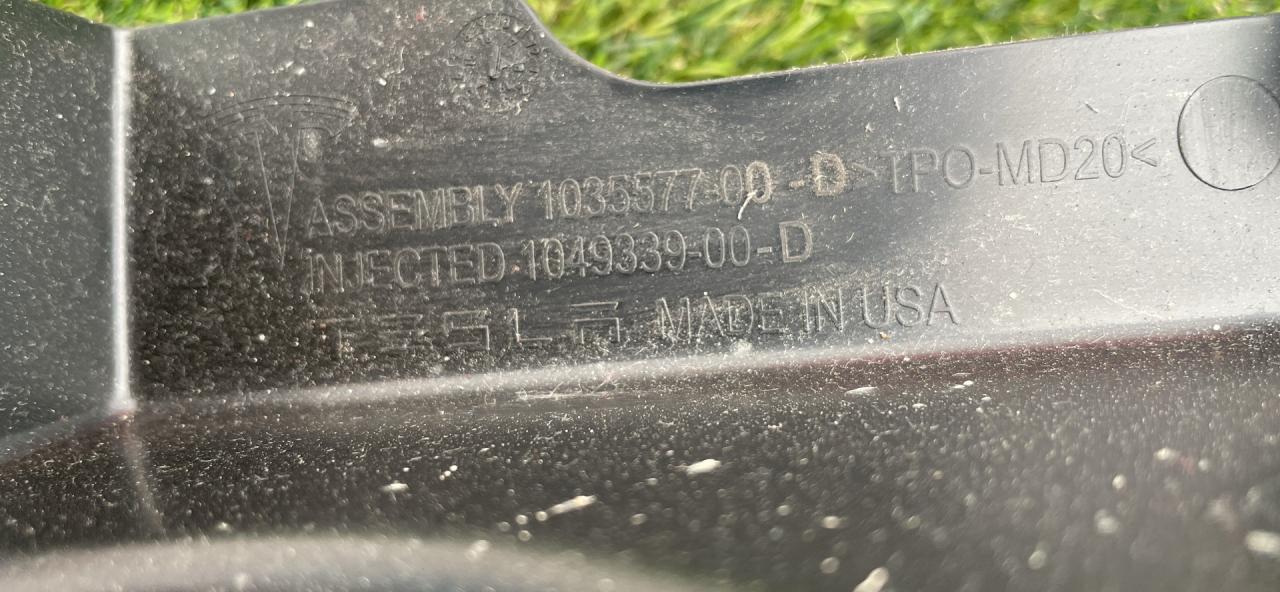 ASSEMBLY 1035577-00 -D >TPO-MD20<
INJECTED 1049339-00-D
TESLA MADE IN USA